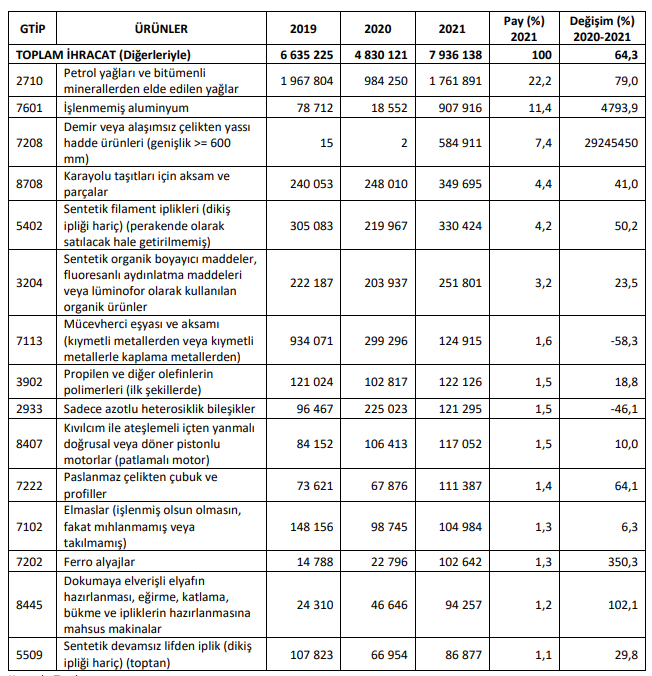 GTİP ÜRÜNLER 2019 2020 2021 Pay (%) Değişim (%)
2021 2020-2021
TOPLAM İHRACAT (Diğerleriyle) 6 635 225 4 830 121 7 936 138 100 64,3
2710 Petrol yağları ve bitümenli
minerallerden elde edilen yağlar 1 967 804 984 250 1 761 891 22,2 79,0
7601 İşlenmemiş aluminyum 78 712 18 552 907 916 11,4 4793,9
Demir veya alaşımsız çelikten yassı
7208 hadde ürünleri (genişlik >= 600 15 2 584 911 7,4 29245450
mm)
8708 Karayolu taşıtları için aksam ve
parçalar 240 053 248 010 349 695 4,4 41,0
Sentetik filament iplikleri (dikiş
5402 ipliği hariç) (perakende olarak 305 083 219 967 330 424 4,2 50,2
satılacak hale getirilmemiş)
Sentetik organik boyayıcı maddeler,
3204 fluoresanlı aydınlatma maddeleri 222 187 203 937 251 801 3,2 23,5
veya lüminofor olarak kullanılan
organik ürünler
Mücevherci eşyası ve aksamı
7113 (kıymetli metallerden veya kıymetli 934 071 299 296 124 915 1,6 -58,3
metallerle kaplama metallerden)
3902 Propilen ve diğer olefinlerin
polimerleri (ilk şekillerde) 121 024 102 817 122 126 1,5 18,8
2933 Sadece azotlu heterosiklik bileşikler 96 467 225 023 121 295 1,5 -46,1
8407 Kıvılcım ile ateşlemeli içten yanmalı
doğrusal veya döner pistonlu 84 152 106 413 117 052 1,5 10,0
motorlar (patlamalı motor)
7222 Paslanmaz çelikten çubuk ve
profiller 73 621 67 876 111 387 1,4 64,1
Elmaslar (işlenmiş olsun olmasın,
7102 fakat mıhlanmamış veya 148 156 98 745 104 984 1,3 6,3
takılmamış)
7202 Ferro alyajlar 14 788 22 796 102 642 1,3 350,3
Dokumaya elverişli elyafın
8445 hazırlanması, eğirme, katlama, 24 310 46 646 94 257 1,2 102,1
bükme ve ipliklerin hazırlanmasına
mahsus makinalar
5509 Sentetik devamsız lifden iplik (dikiş
ipliği hariç) (toptan) 107 823 66 954 86 877 1,1 29,8